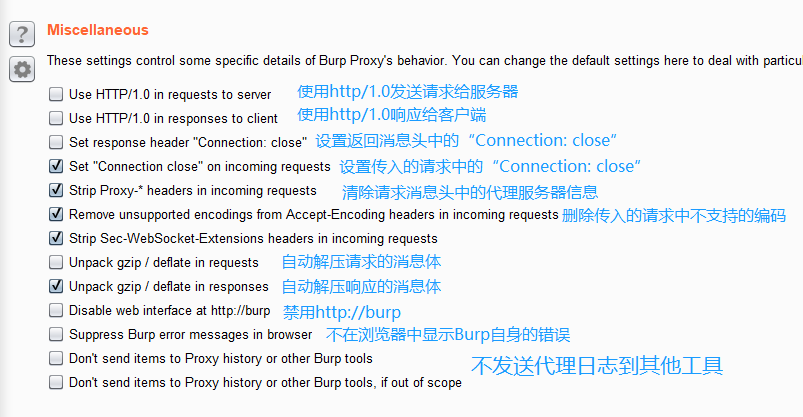 Miscellaneous
These settings control some specific details of Burp Proxy's behavior. You can change the default settings here to deal with particu
Use HTTP/1.0 in requests to server 使用http/1.0发送请求给服务器
Use HTTP/1.0 in responses to client 使用http/1.0响应给客户端
Set response header "Connection: close" 设置返回消息头中的“Connection: close“
Set "Connection close" on incoming requests 设置传入的请求中的“Connection: close“
Strip Proxy-* headers in incoming requests 清除请求消息头中的代理服务器信息
Remove unsupported encodings from Accept-Encoding headers in incoming requests 删除传入的请求中不支持的编码
Strip Sec-WebSocket-Extensions headers in incoming requests
Unpack gzip / deflate in requests 自动解压请求的消息体
Unpack gzip / deflate in responses 自动解压响应的消息体
Disable web interface at http://burp 禁用http://burp
Suppress Burp error messages in browser 不在浏览器中显示Burp自身的错误
Don't send items to Proxy history or other Burp tools 不发送代理日志到其他工具
Don't send items to Proxy history or other Burp tools, if out of scope